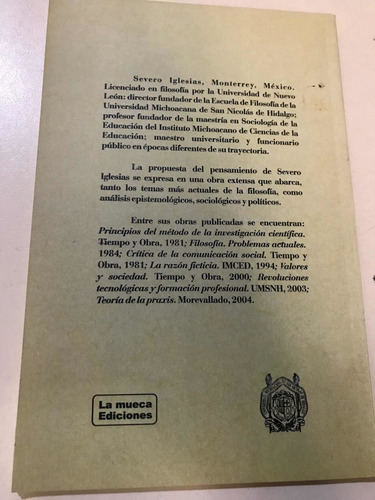 Severo Iglesias, Monterrey, México.
Licenciado en filosofía por la Universidad de Nuevo
León: director fundador de la Escuela de Filosofía de la
Universidad Michoacana de San Nicolás de Hidalgo;
profesor fundador de la maestría en Sociología de la
Educación del Instituto Michoacano de Ciencias de la
Educación; maestro universitario y funcionario
público en épocas diferentes de su trayectoria.
La propuesta del pensamiento de Severo
Iglesias se expresa en una obra extensa que abarca,
tanto los temas más actuales de la filosofía, como
análisis epistemológicos, sociológicos y políticos.
Entre sus obras publicadas se encuentran:
Principios del método de la investigación científica.
Tiempo y Obra, 1981; Filosofía. Problemas actuales.
1984; Crítica de la comunicación social. Tiempo y
Obra, 1981; La razón ficticia. IMCED, 1994; Valores
y sociedad. Tiempo y Obra, 2000; Revoluciones
tecnológicas y formación profesional. UMSNH, 2003;
Teoría de la praxis. Morevallado, 2004.
La mueca
Ediciones